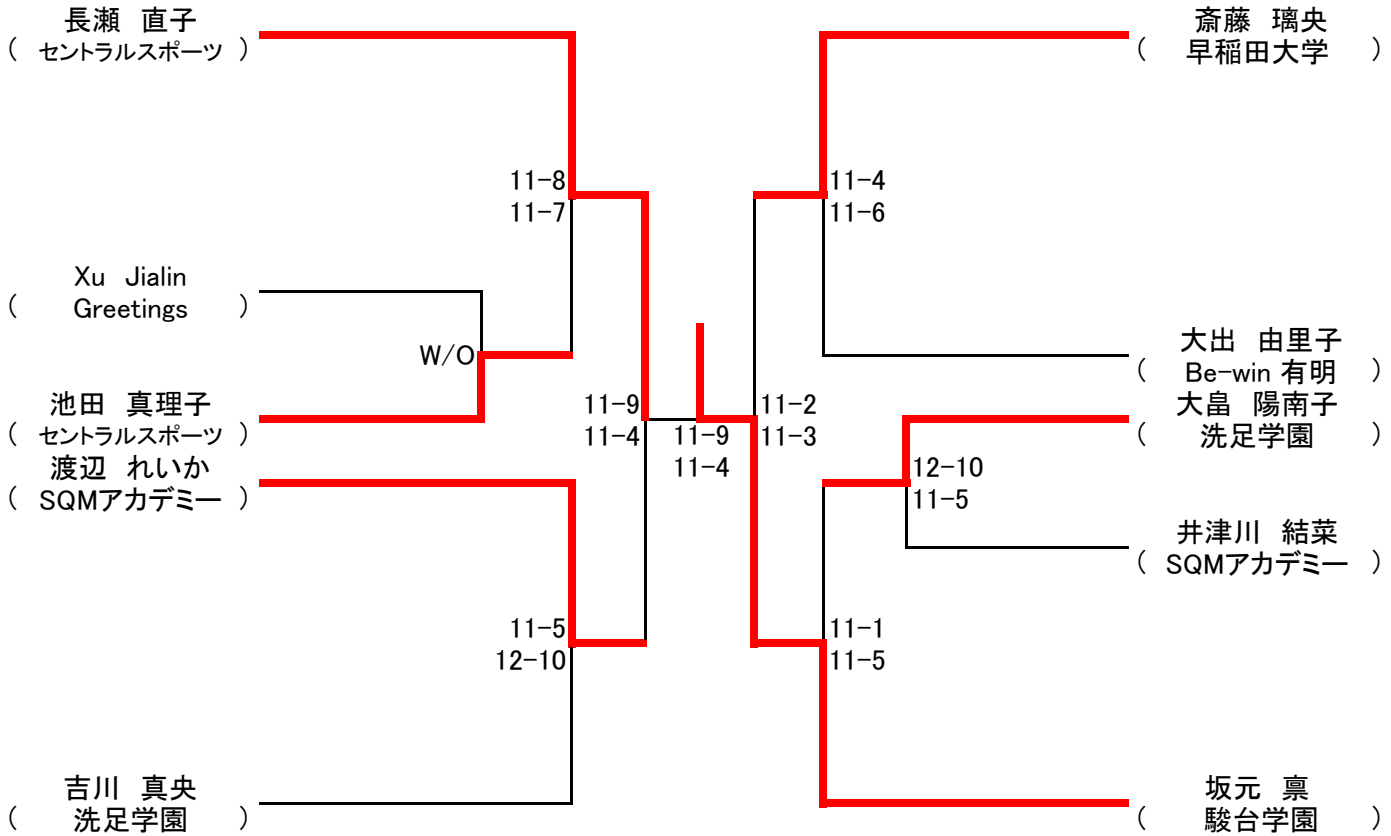 長瀬 直子
( セントラルスポーツ )
11-8
11-7
Xu Jialin
( Greetings )
W/O
池田 真理子
( セントラルスポーツ )
渡辺 れいか
( SQMアカデミー )
11-9
11-4
11-5
12-10
吉川 真央
( 洗足学園 )
11-9
11-4
斎藤 璃央
( 早稲田大学 )
11-4
11-6
大出 由里子
( Be-win 有明 )
11-2
11-3
大畠 陽南子
( 洗足学園 )
12-10
11-5
井津川 結菜
( SQMアカデミー )
11-1
11-5
坂元 禀
( 駿台学園 )